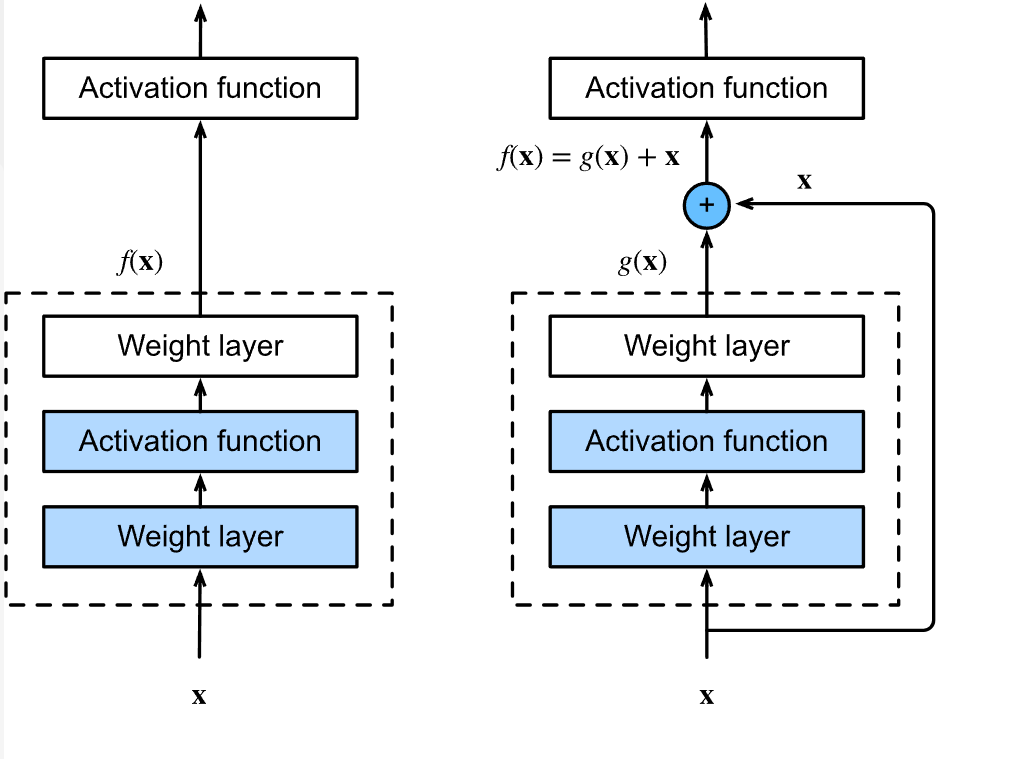 Activation function
f(x)
Weight layer
Activation function
Weight layer
x
Activation function
f(x) = g(x) + x
x
+
g(x)
Weight layer
Activation function
Weight layer
x